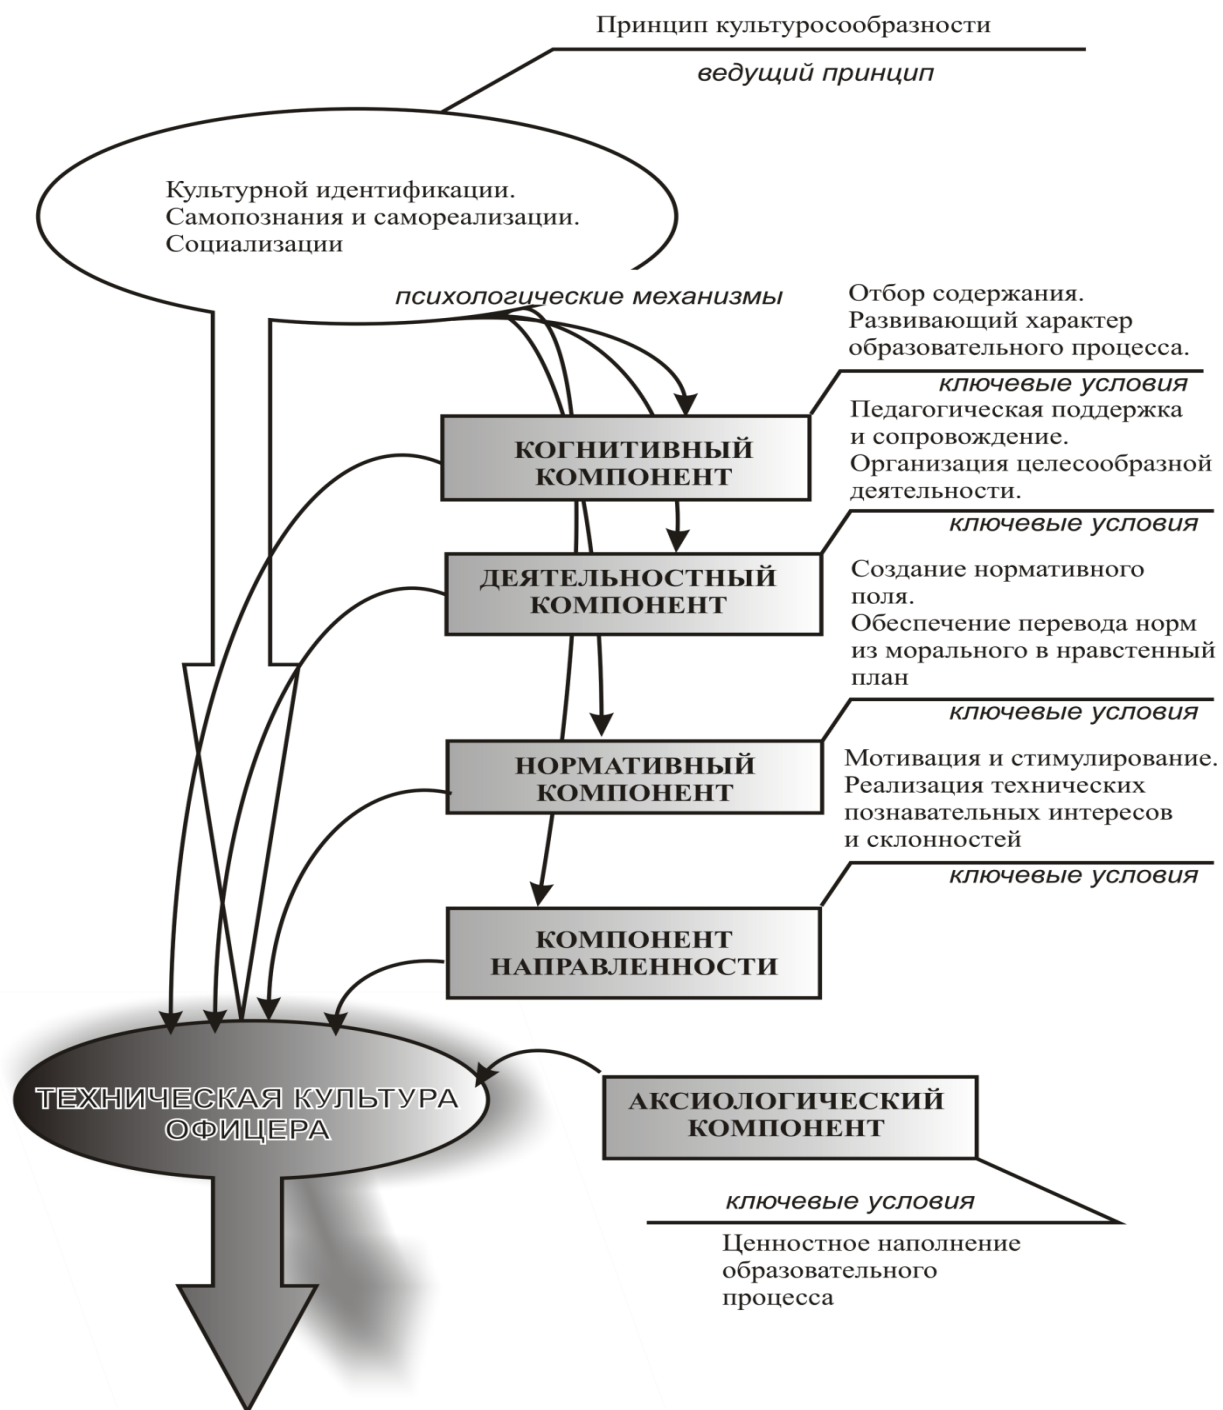 Принцип культуросообразности
ведущий принцип
Культурной идентификации.
Самопознания и самореализации.
Социализации
психологические механизмы
Отбор содержания.
Развивающий характер
образовательного процесса.
ключевые условия
КОГНИТИВНЫЙ
КОМПОНЕНТ
Педагогическая поддержка
и сопровождение.
Организация целесообразной
деятельности.
ключевые условия
ДЕЯТЕЛЬНОСТНЫЙ
КОМПОНЕНТ
Создание нормативного
поля.
Обеспечение перевода норм
из морального в нравстенный
план
ключевые условия
НОРМАТИВНЫЙ
КОМПОНЕНТ
Мотивация и стимулирование.
Реализация технических
познавательных интересов
и склонностей
ключевые условия
КОМПОНЕНТ
НАПРАВЛЕННОСТИ
ТЕХНИЧЕСКАЯ КУЛЬТУРА
ОФИЦЕРА
АКСИОЛОГИЧЕСКИЙ
КОМПОНЕНТ
ключевые условия
Ценностное наполнение
образовательного
процесса